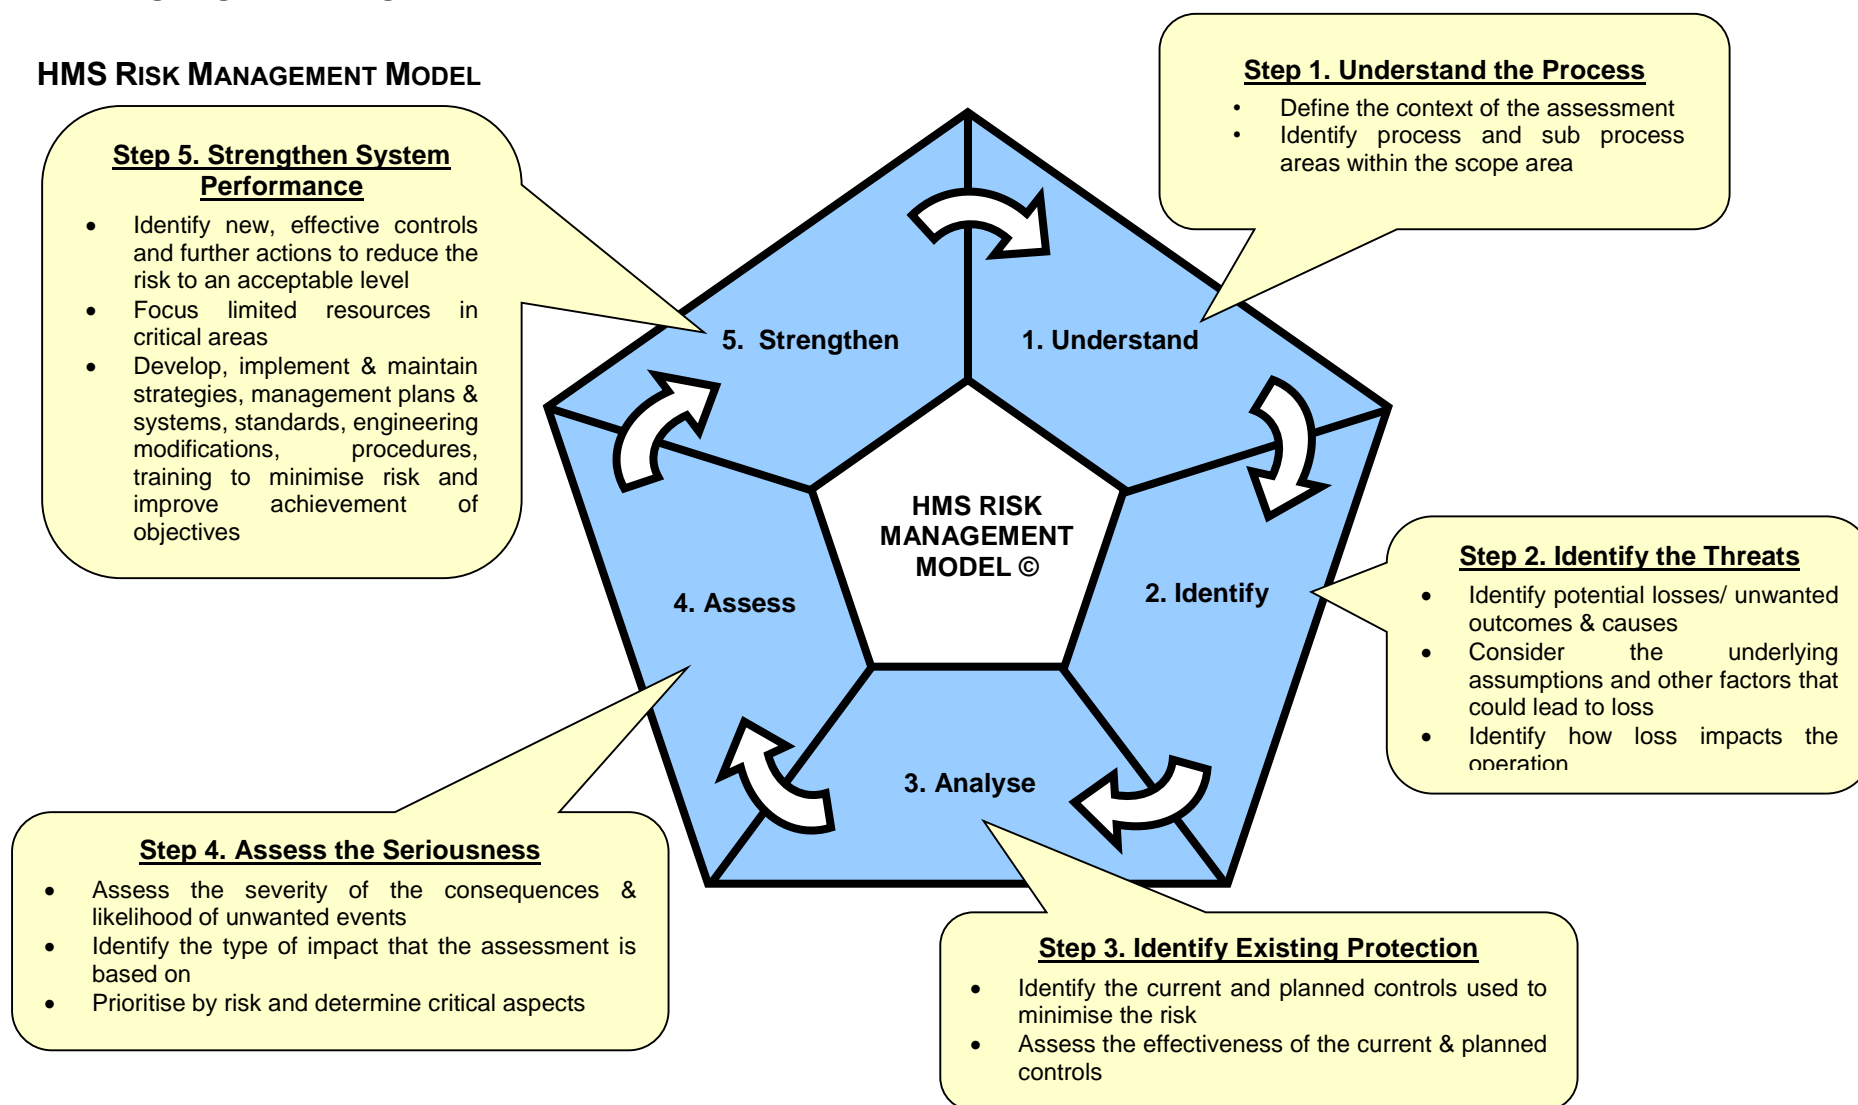 HMS RISK MANAGEMENT MODEL
Step 1. Understand the Process
• Define the context of the assessment
• Identify process and sub process
areas within the scope area
Step 5. Strengthen System
Performance
• Identify new, effective controls
and further actions to reduce the
risk to an acceptable level
• Focus limited resources in
critical areas
• Develop, implement & maintain
strategies, management plans &
systems, standards, engineering
modifications, procedures,
training to minimise risk and
improve achievement of
objectives
5. Strengthen
1. Understand
HMS RISK
MANAGEMENT
MODEL ©
2. Identify
4. Assess
3. Analyse
Step 2. Identify the Threats
• Identify potential losses/ unwanted
outcomes & causes
• Consider the underlying
assumptions and other factors that
could lead to loss
• Identify how loss impacts the
operation
Step 4. Assess the Seriousness
• Assess the severity of the consequences &
likelihood of unwanted events
• Identify the type of impact that the assessment is
based on
• Prioritise by risk and determine critical aspects
Step 3. Identify Existing Protection
• Identify the current and planned controls used to
minimise the risk
• Assess the effectiveness of the current & planned
controls